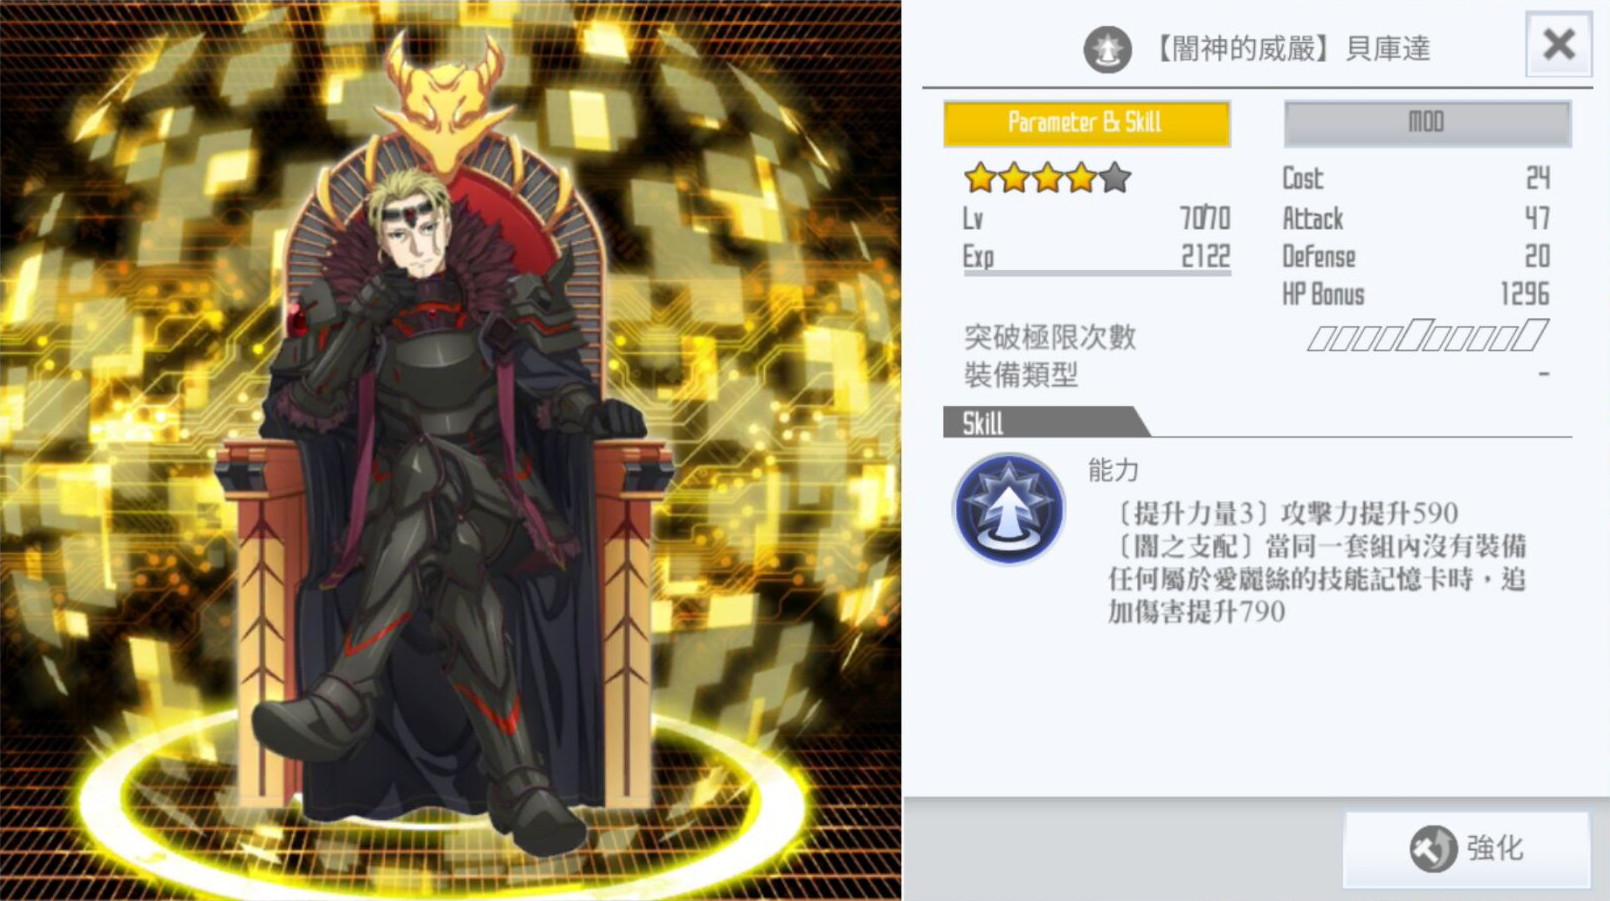 【闇神的威嚴】貝庫達
Parameter & Skill
MOD
Lv 70/70
Exp 2122
Cost 24
Attack 47
Defense 20
HP Bonus 1296
突破極限次數
裝備類型 -
Skill
能力
〔提升力量3〕攻擊力提升590
〔闇之支配〕當同一套組內沒有裝備
任何屬於愛麗絲的技能記憶卡時，追
加傷害提升790
強化